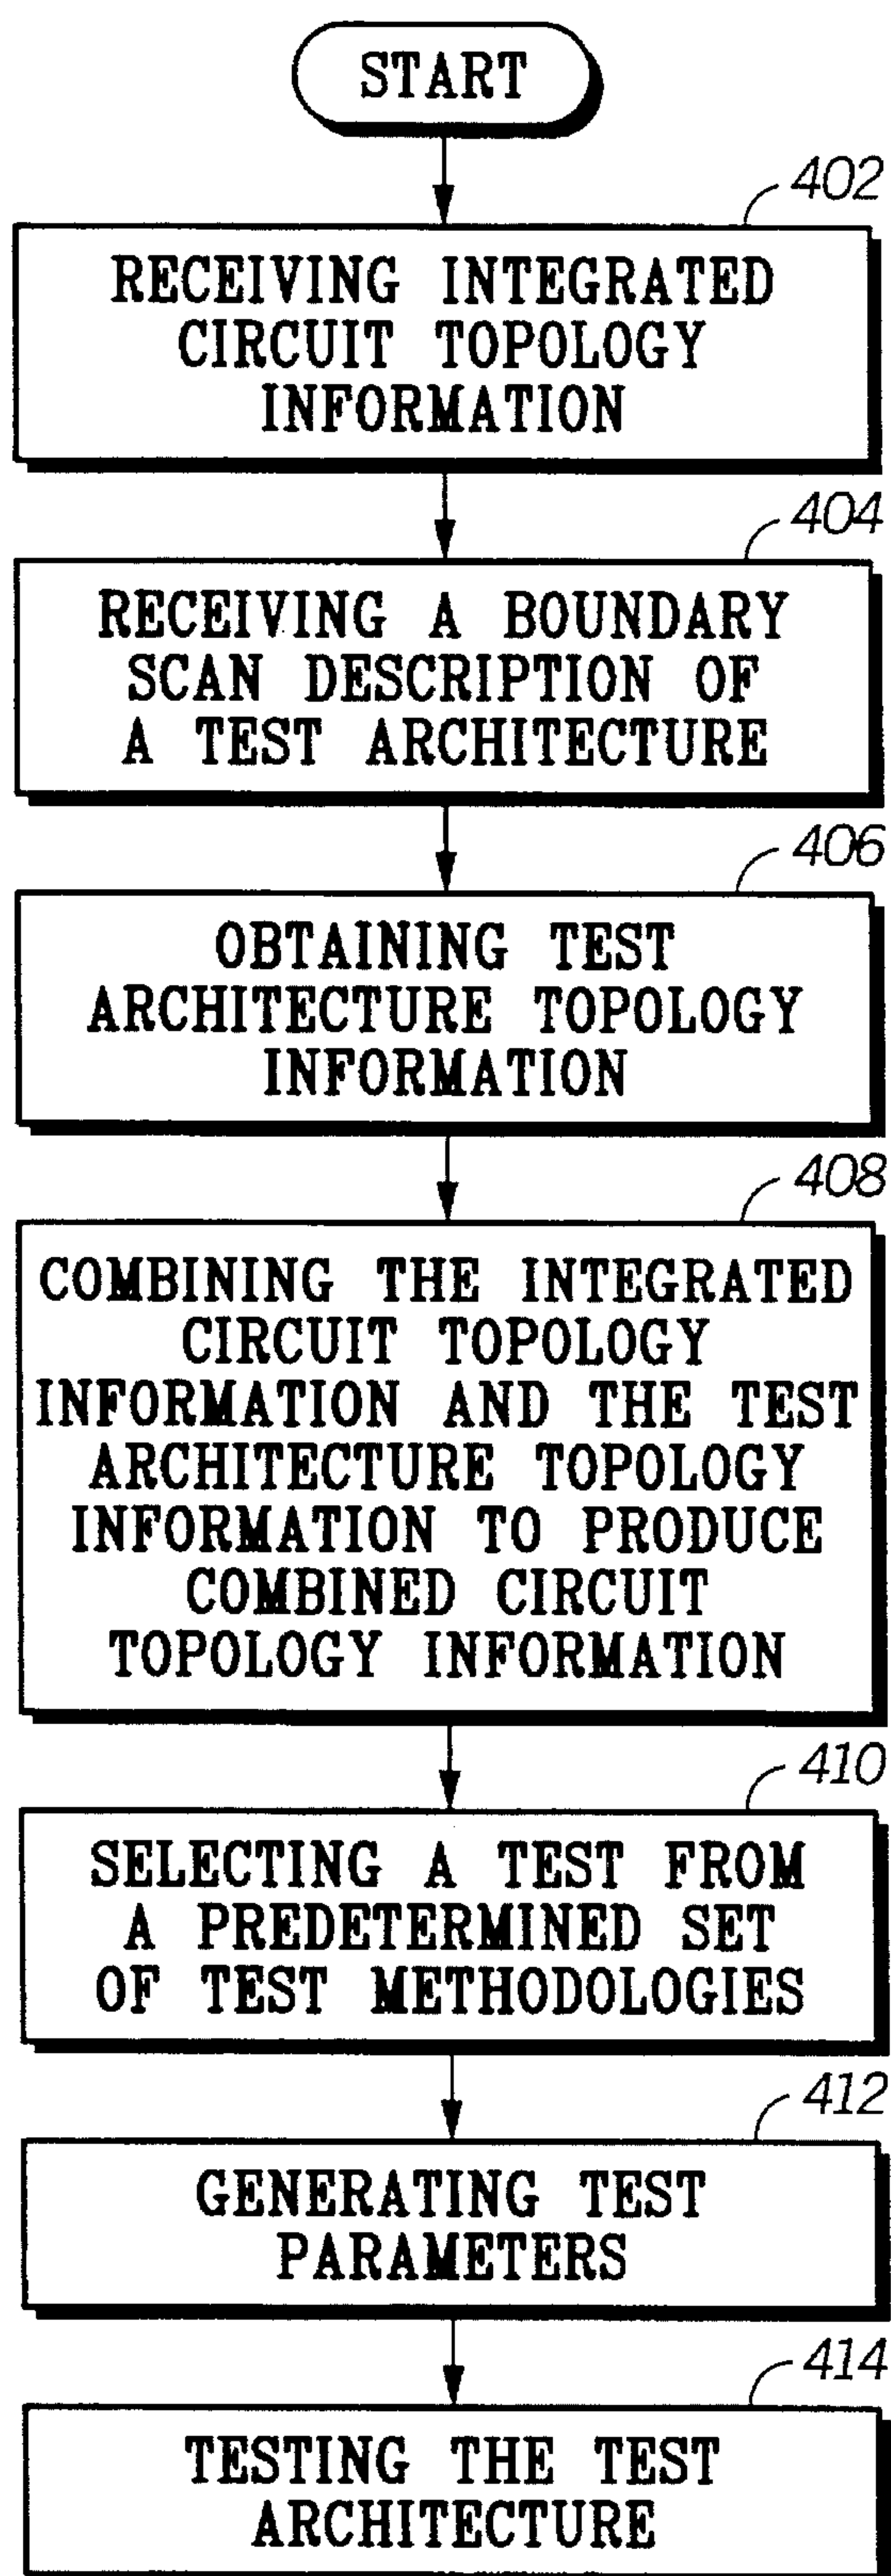 START
402
RECEIVING INTEGRATED
CIRCUIT TOPOLOGY
INFORMATION
404
RECEIVING A BOUNDARY
SCAN DESCRIPTION OF
A TEST ARCHITECTURE
406
OBTAINING TEST
ARCHITECTURE TOPOLOGY
INFORMATION
408
COMBINING THE INTEGRATED
CIRCUIT TOPOLOGY
INFORMATION AND THE TEST
ARCHITECTURE TOPOLOGY
INFORMATION TO PRODUCE
COMBINED CIRCUIT
TOPOLOGY INFORMATION
410
SELECTING A TEST FROM
A PREDETERMINED SET
OF TEST METHODOLOGIES
412
GENERATING TEST
PARAMETERS
414
TESTING THE TEST
ARCHITECTURE